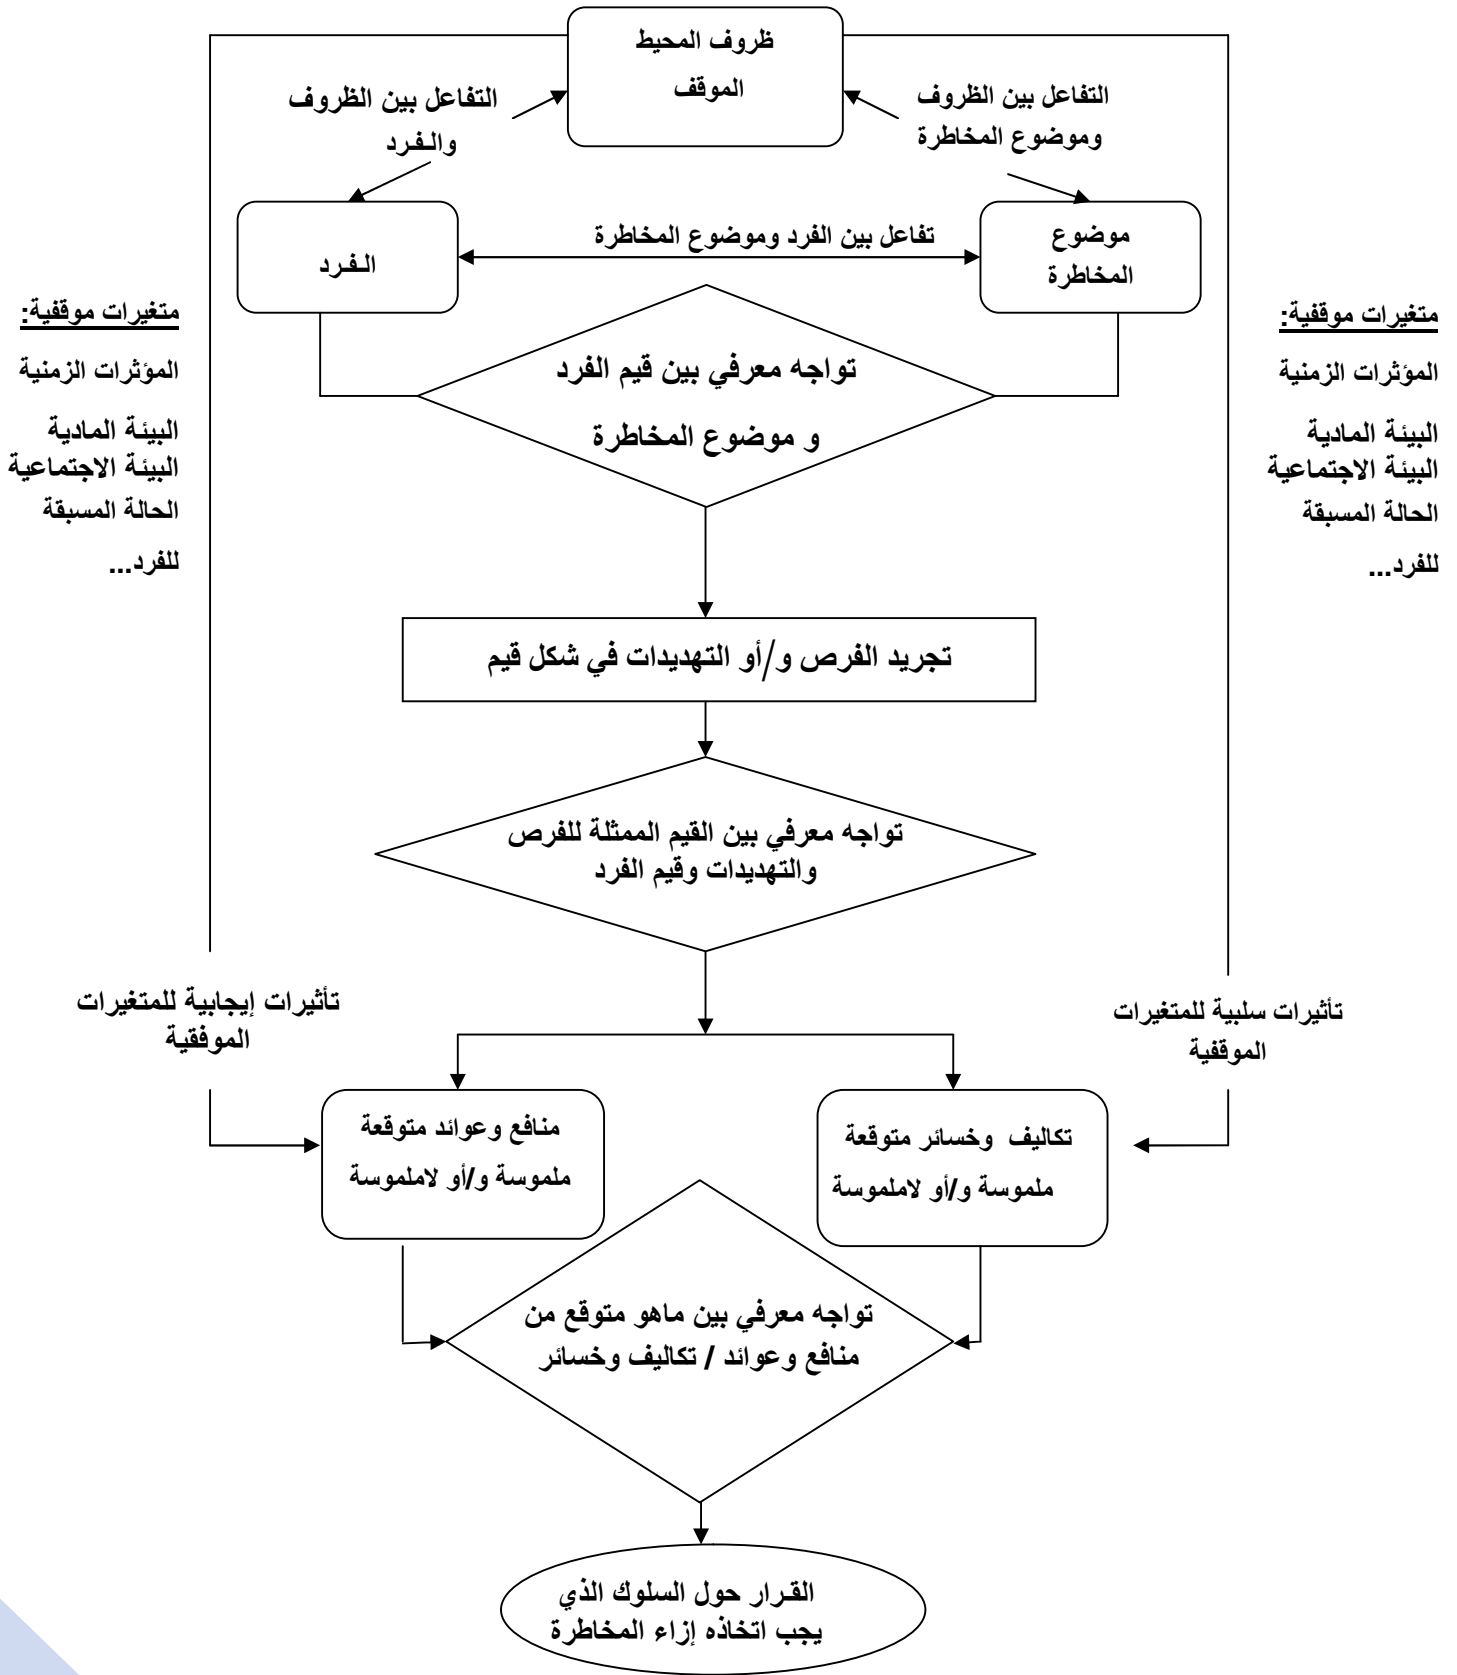 ظروف المحيط
الموقف
التفاعل بين الظروف
وموضوع المخاطرة
التفاعل بين الظروف
والـفـرد
موضوع
المخاطرة
تفاعل بين الفرد وموضوع المخاطرة
الـفـرد
متغيرات موقفية:
المؤثرات الزمنية
البيئة المادية
البيئة الاجتماعية
الحالة المسبقة
للفرد...
متغيرات موقفية:
المؤثرات الزمنية
البيئة المادية
البيئة الاجتماعية
الحالة المسبقة
للفرد...
تواجه معرفي بين قيم الفرد
و موضوع المخاطرة
تجريد الفرص و/أو التهديدات في شكل قيم
تواجه معرفي بين القيم الممثلة للفرص
والتهديدات وقيم الفرد
تأثيرات سلبية للمتغيرات
الموقفية
تأثيرات إيجابية للمتغيرات
الموفقية
تكاليف وخسائر متوقعة
ملموسة و/أو لاملموسة
منافع وعوائد متوقعة
ملموسة و/أو لاملموسة
تواجه معرفي بين ماهو متوقع من
منافع وعوائد / تكاليف وخسائر
القـرار حول السلوك الذي
يجب اتخاذه إزاء المخاطرة